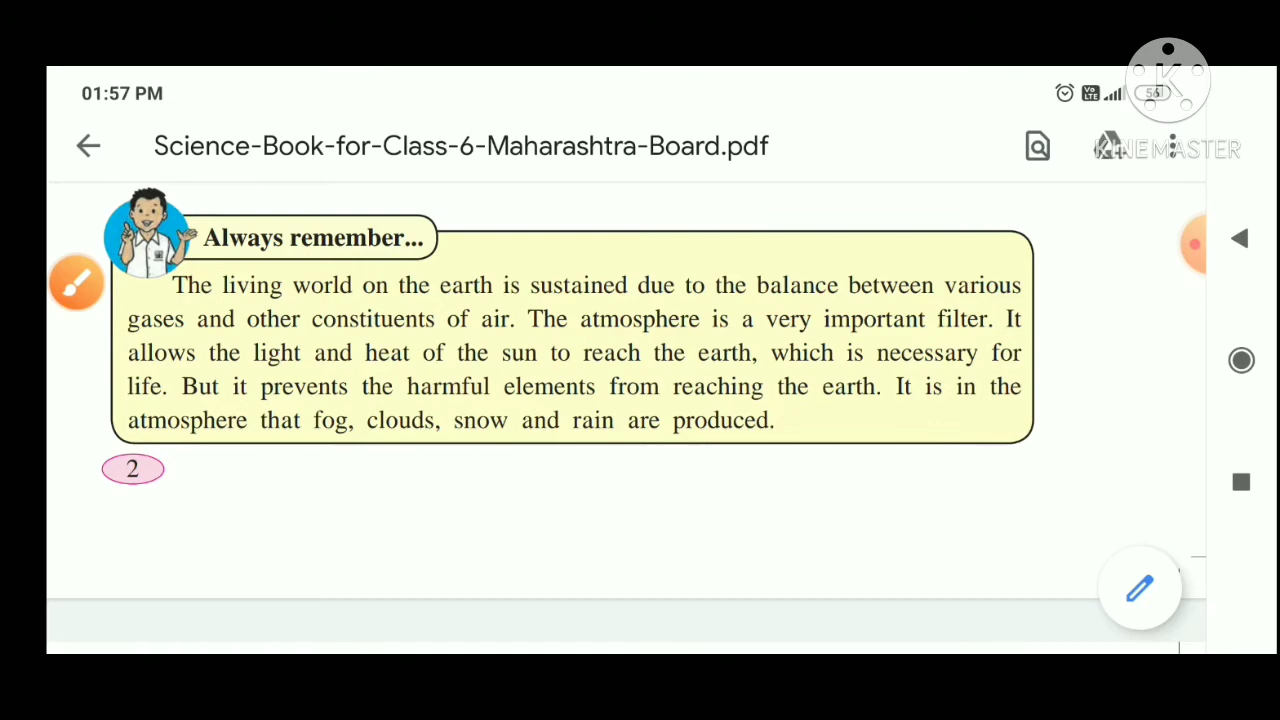 01:57 PM
Vo LTE
56
Science-Book-for-Class-6-Maharashtra-Board.pdf
K
KINEMASTER
Always remember...
The living world on the earth is sustained due to the balance between various
gases and other constituents of air. The atmosphere is a very important filter. It
allows the light and heat of the sun to reach the earth, which is necessary for
life. But it prevents the harmful elements from reaching the earth. It is in the
atmosphere that fog, clouds, snow and rain are produced.
2